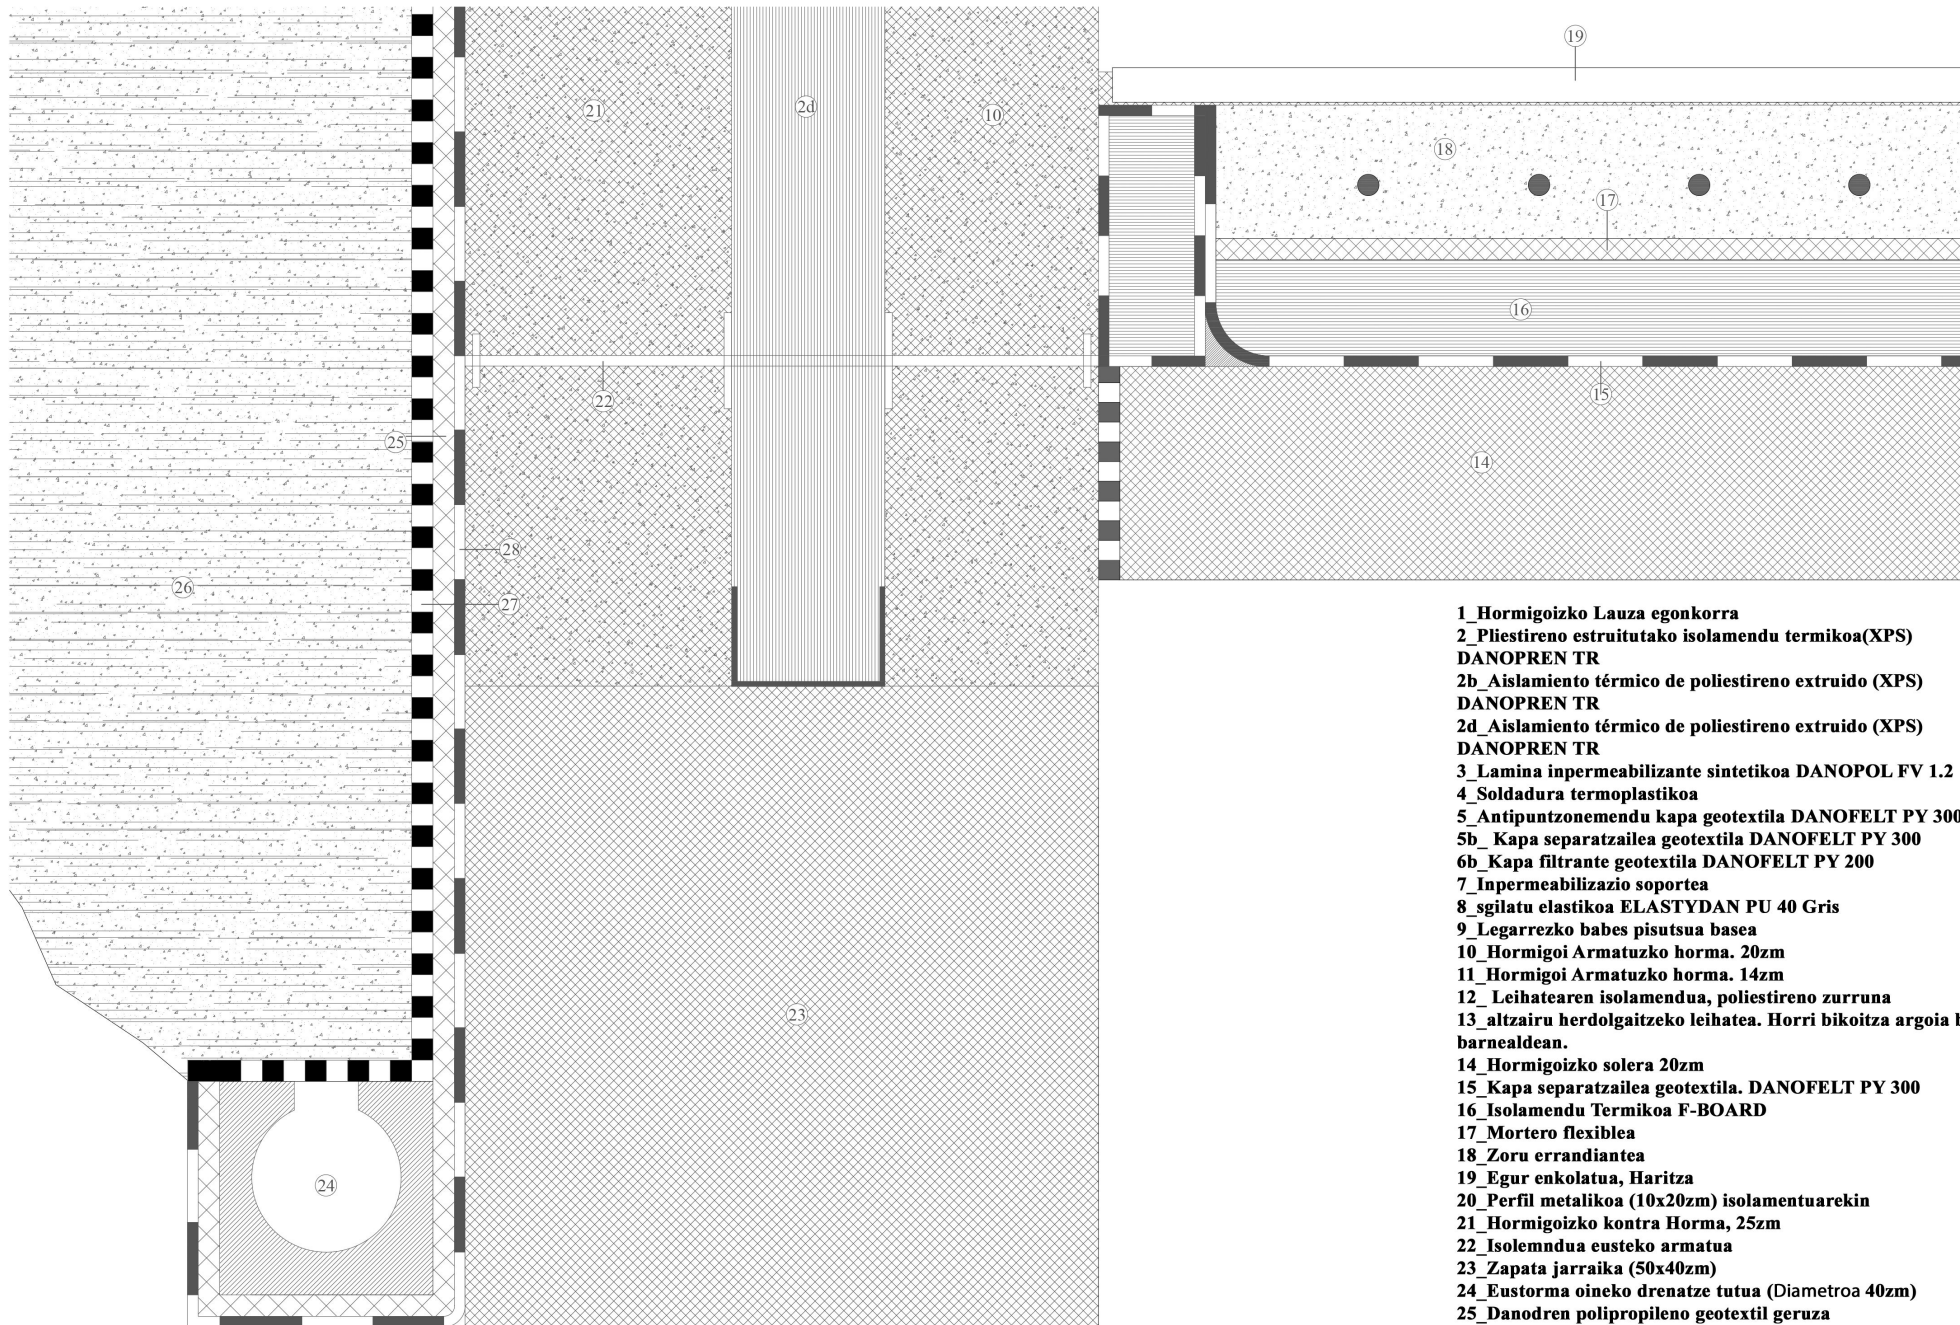 19
21
2d
10
18
17
16
22
15
25
14
28
26
27
23
24
1_Hormigoizko Lauza egonkorra
2_Pliestireno estruitutako isolamendu termikoa(XPS)
DANOPREN TR
2b_Aislamiento térmico de poliestireno extruido (XPS)
DANOPREN TR
2d_Aislamiento térmico de poliestireno extruido (XPS)
DANOPREN TR
3_Lamina inpermeabilizante sintetikoa DANOPOL FV 1.2
4_Soldadura termoplastikoa
5_Antipuntzonemendu kapa geotextila DANOFELT PY 300
5b_ Kapa separatzailea geotextila DANOFELT PY 300
6b_Kapa filtrante geotextila DANOFELT PY 200
7_Inpermeabilizazio soportea
8_sgilatu elastikoa ELASTYDAN PU 40 Gris
9_Legarrezko babes pisutsua basea
10_Hormigoi Armatuzko horma. 20zm
11_Hormigoi Armatuzko horma. 14zm
12_ Leihatearen isolamendua, poliestireno zurruna
13_altzairu herdolgaitzeko leihatea. Horri bikoitza argoia
barnealdean.
14_Hormigoizko solera 20zm
15_Kapa separatzailea geotextila. DANOFELT PY 300
16_Isolamendu Termikoa F-BOARD
17_Mortero flexiblea
18_Zoru errandiantea
19_Egur enkolatua, Haritza
20_Perfil metalikoa (10x20zm) isolamentuarekin
21_Hormigoizko kontra Horma, 25zm
22_Isolemndua eusteko armatua
23_Zapata jarraika (50x40zm)
24_Eustorma oineko drenatze tutua (Diametroa 40zm)
25_Danodren polipropileno geotextil geruza